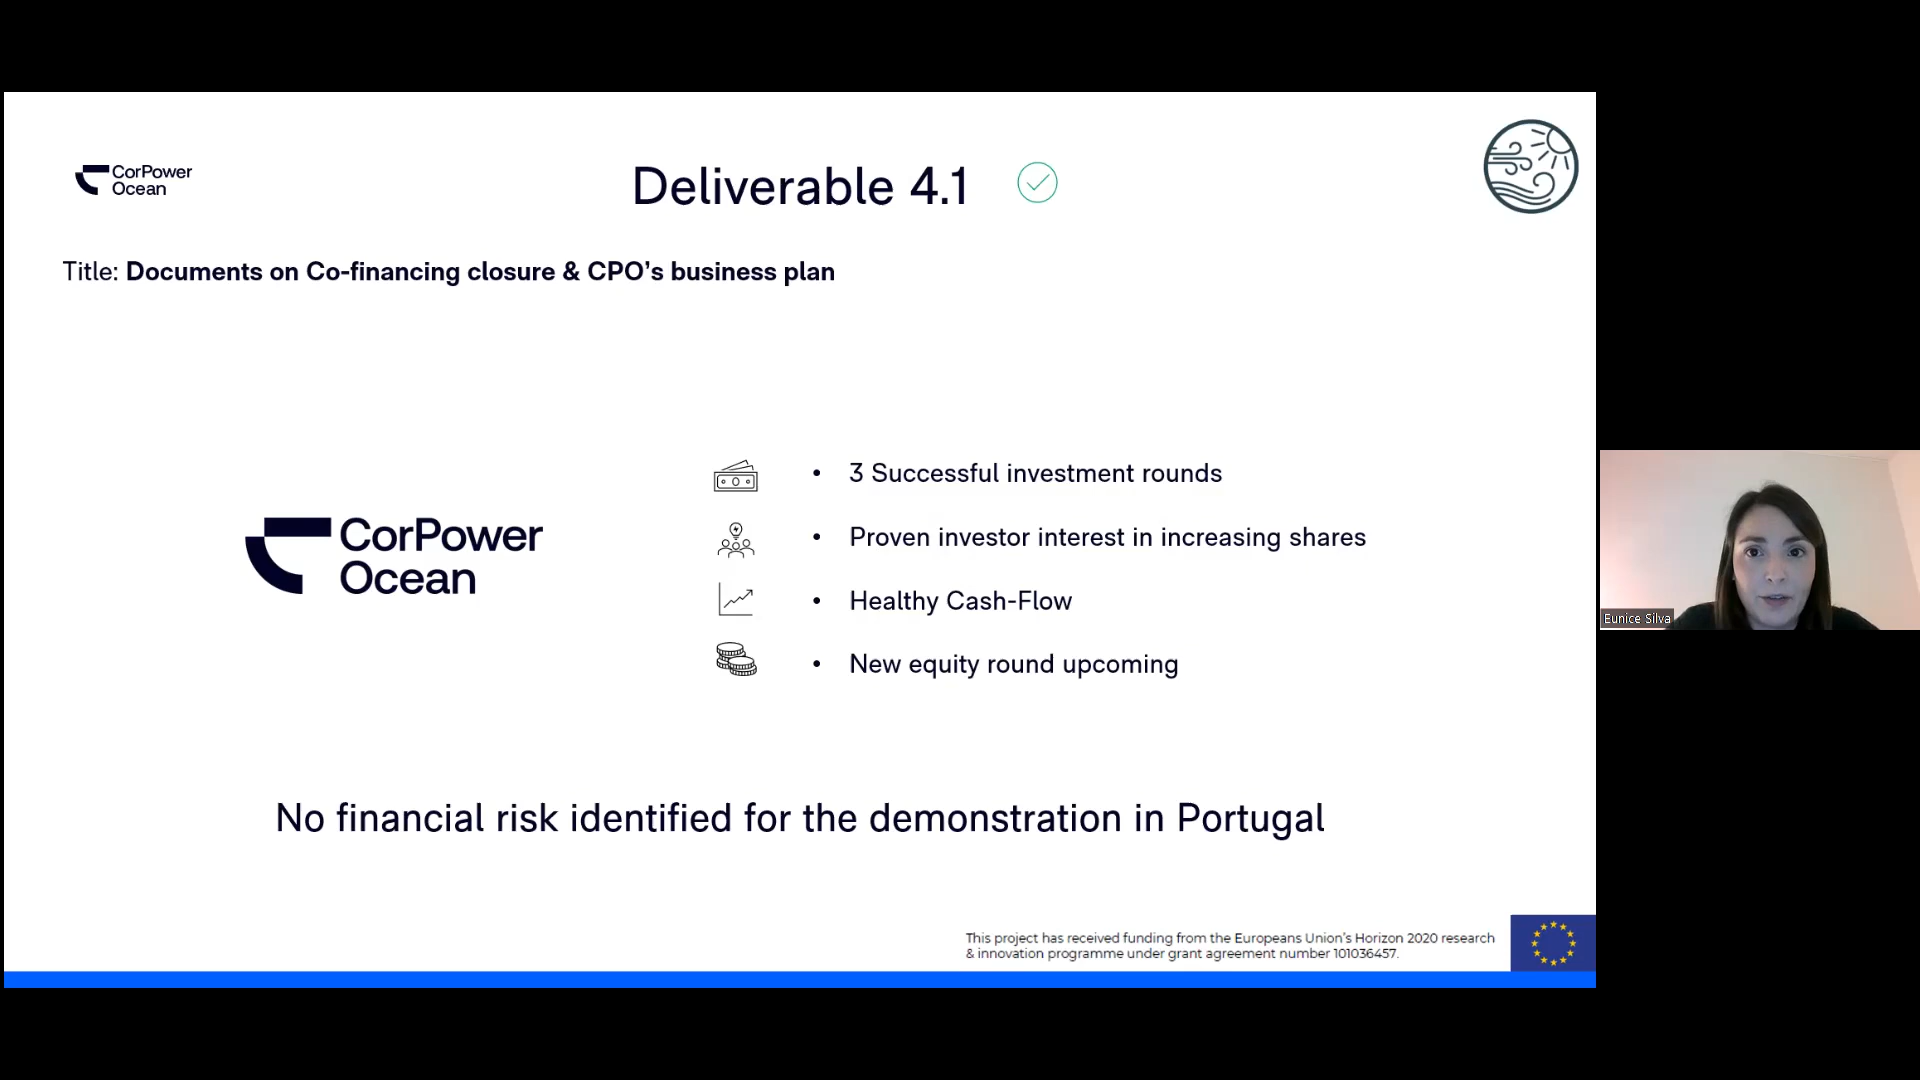 CorPower
Ocean
Deliverable 4.1
Title: Documents on Co-financing closure & CPO's business plan
CorPower
Ocean
• 3 Successful investment rounds
• Proven investor interest in increasing shares
• Healthy Cash-Flow
• New equity round upcoming
Eunice Silva
No financial risk identified for the demonstration in Portugal
This project has received funding from the Europeans Union's Horizon 2020 research
& innovation programme under grant agreement number 101036457.